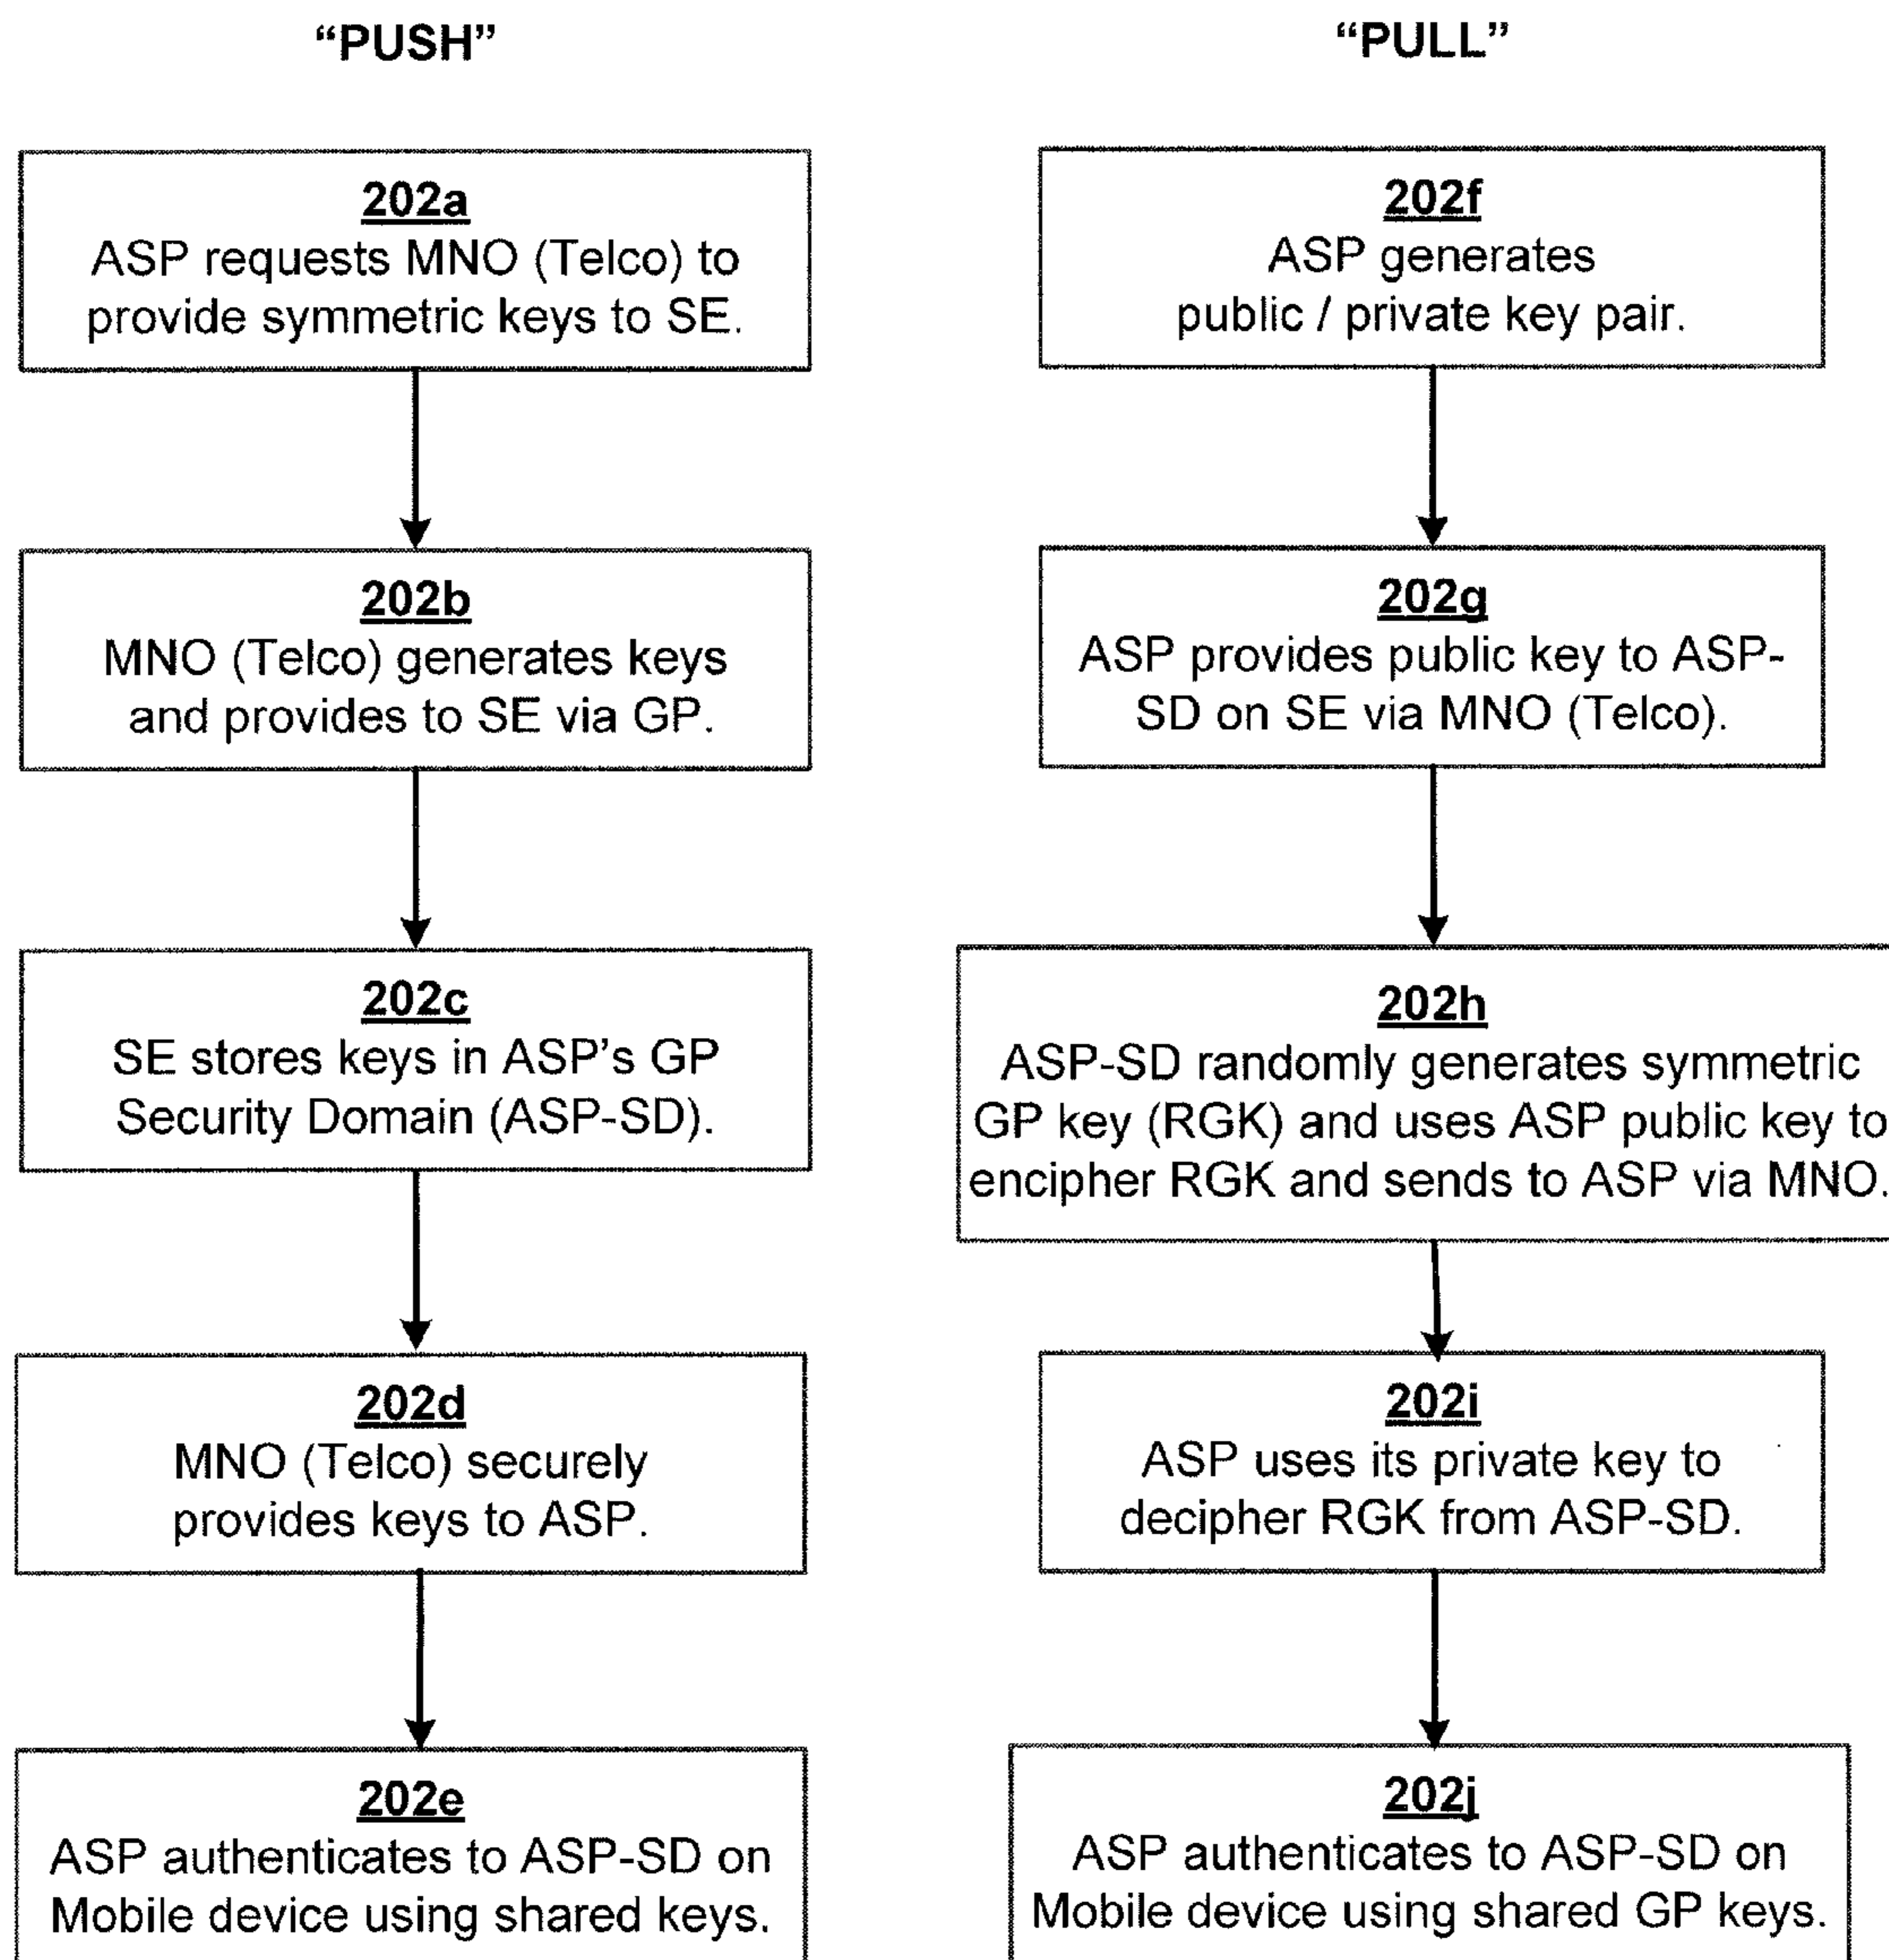 “PUSH”
202a
ASP requests MNO (Telco) to
provide symmetric keys to SE.
202b
MNO (Telco) generates keys
and provides to SE via GP.
202c
SE stores keys in ASP’s GP
Security Domain (ASP-SD).
202d
MNO (Telco) securely
provides keys to ASP.
202e
ASP authenticates to ASP-SD on
Mobile device using shared keys.
“PULL”
202f
ASP generates
public / private key pair.
202g
ASP provides public key to ASP-
SD on SE via MNO (Telco).
202h
ASP-SD randomly generates symmetric
GP key (RGK) and uses ASP public key to
encipher RGK and sends to ASP via MNO.
202i
ASP uses its private key to
decipher RGK from ASP-SD.
202j
ASP authenticates to ASP-SD on
Mobile device using shared GP keys.